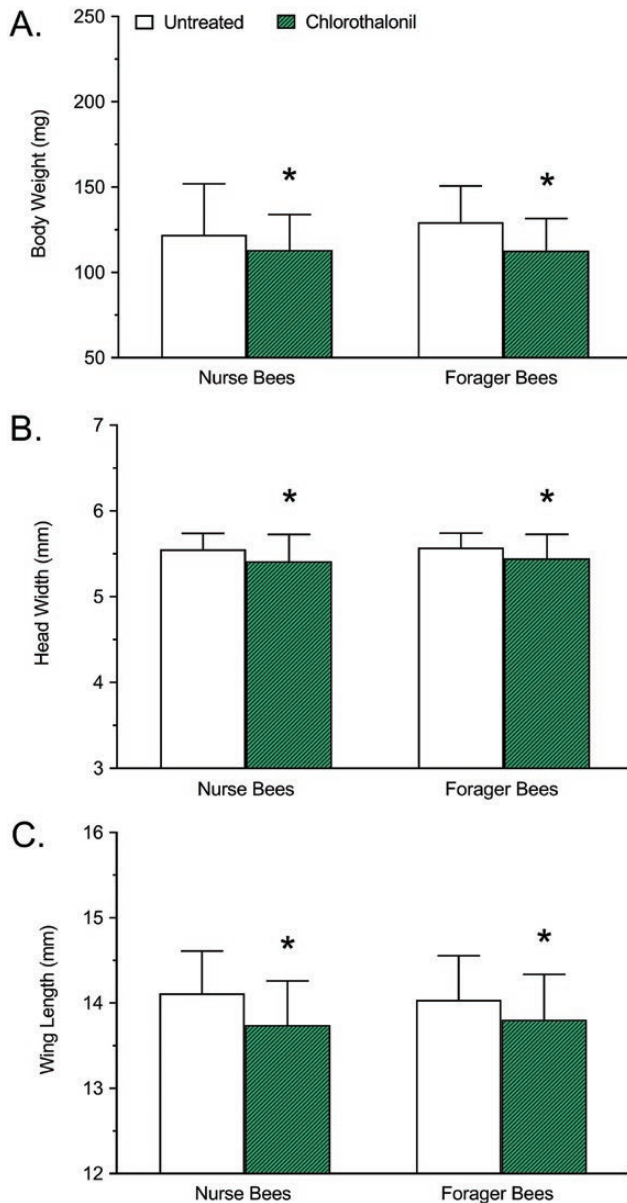 A.
Untreated
Chlorothalonil
Body Weight (mg)
250
200
150
100
50
*
*
Nurse Bees
Forager Bees
B.
Head Width (mm)
7
6
5
4
3
*
*
Nurse Bees
Forager Bees
C.
Wing Length (mm)
16
15
14
13
12
*
*
Nurse Bees
Forager Bees